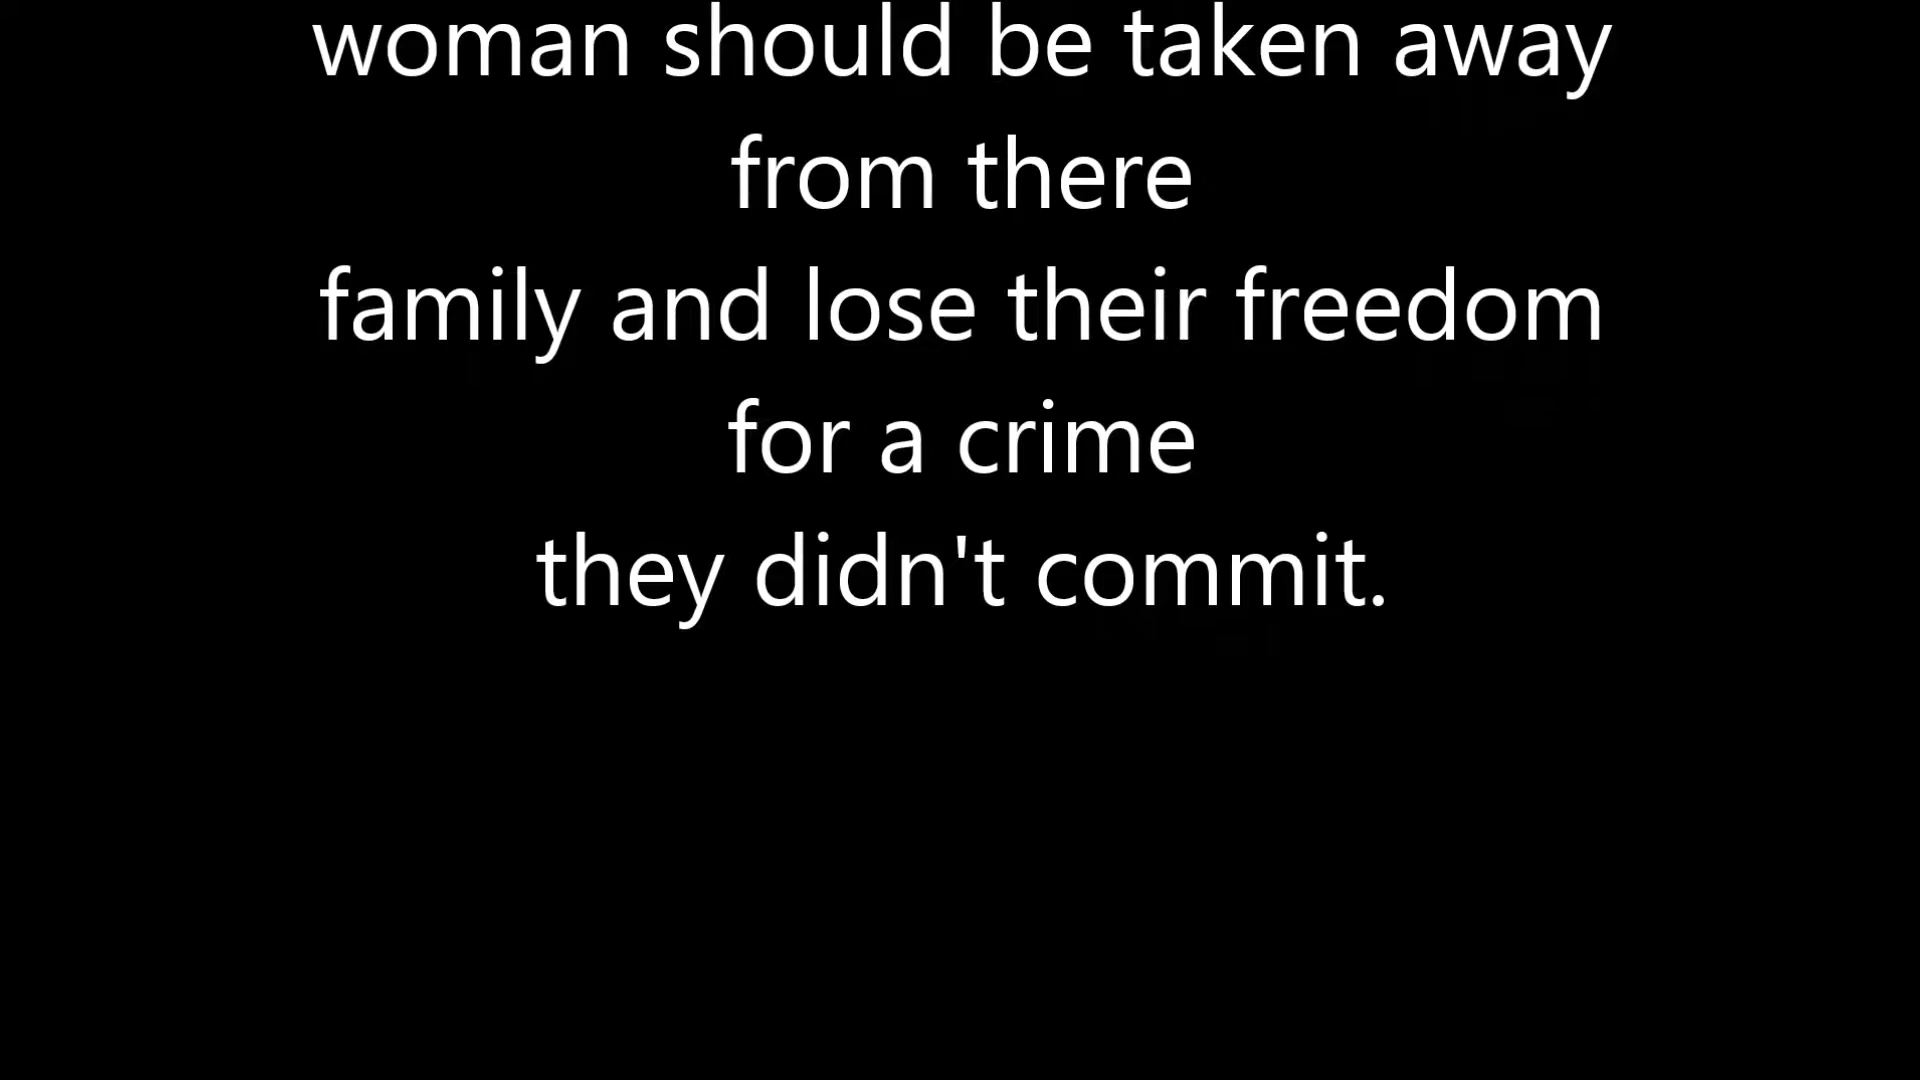 woman should be taken away
from there
family and lose their freedom
for a crime
they didn't commit.